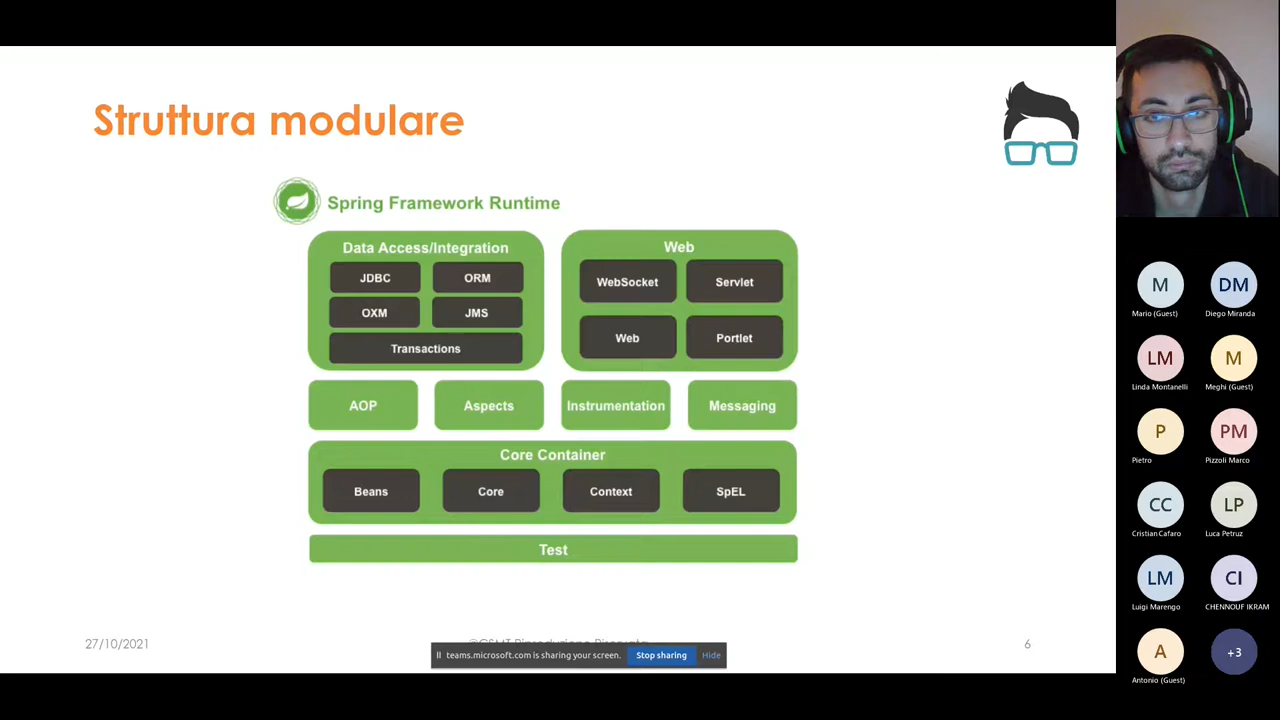 Struttura modulare
Spring Framework Runtime
Data Access/Integration
JDBC
ORM
OXM
JMS
Transactions
Web
WebSocket
Servlet
Web
Portlet
AOP
Aspects
Instrumentation
Messaging
Core Container
Beans
Core
Context
SpEL
Test
27/10/2021
6
teams.microsoft.com is sharing your screen.
Stop sharing
Hide
M
DM
Mario (Guest)
Diego Miranda
LM
M
Linda Montanelli
Meghi (Guest)
P
PM
Pietro
Pizzoli Marco
CC
LP
Cristian Cafaro
Luca Petruz
LM
CI
Luigi Marengo
CHENNOUF IKRAM
A
+3
Antonio (Guest)